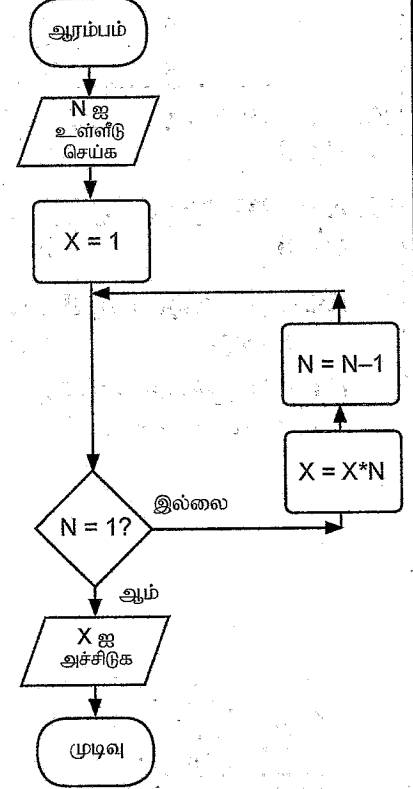 ஆரம்பம்
N ஐ
உள்ளீடு
செய்க
X = 1
N = N–1
X = X*N
இல்லை
N = 1?
ஆம்
X ஐ
அச்சிடுக
முடிவு